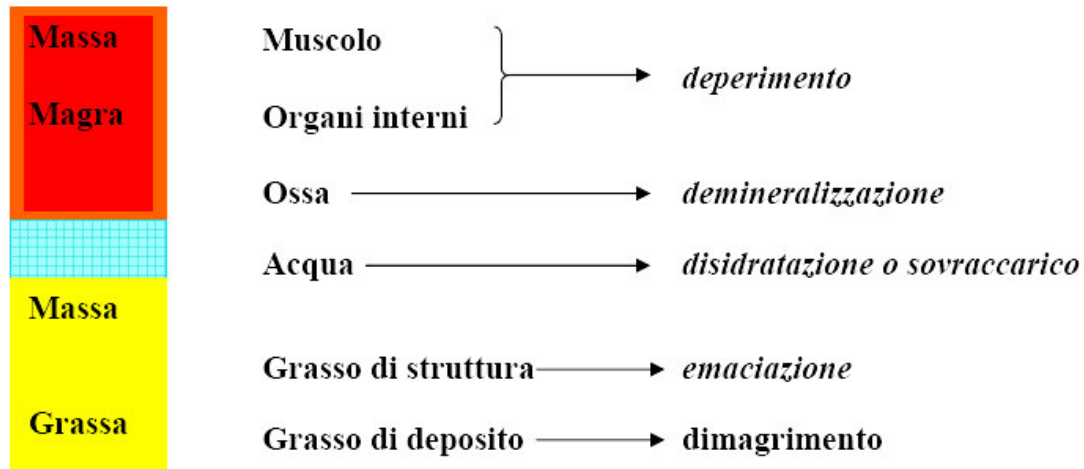 Massa
Muscolo
deperimento
Magra
Organi interni
Ossa
demineralizzazione
Acqua
disidratazione o sovraccarico
Massa
Grasso di struttura
emaciazione
Grassa
Grasso di deposito
dimagrimento